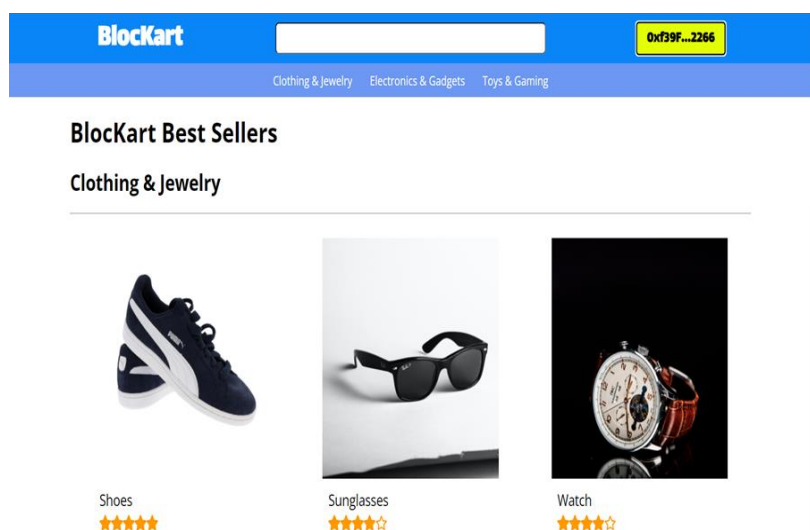 BlocKart
0xf39F...2266
Clothing & Jewelry Electronics & Gadgets Toys & Gaming
BlocKart Best Sellers
Clothing & Jewelry
Shoes
Sunglasses
Watch